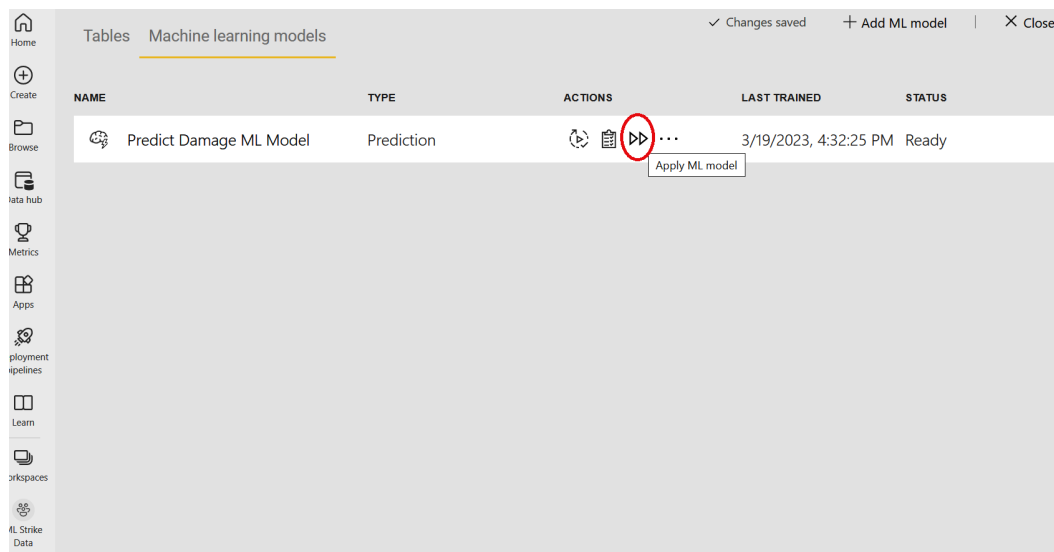 Changes saved
Add ML model
Close
Home
Tables
Machine learning models
Create
NAME
TYPE
ACTIONS
LAST TRAINED
STATUS
Browse
Predict Damage ML Model
Prediction
...
3/19/2023, 4:32:25 PM
Ready
Apply ML model
ata hub
Metrics
Apps
ployment
ipelines
Learn
orkspaces
ML Strike
Data